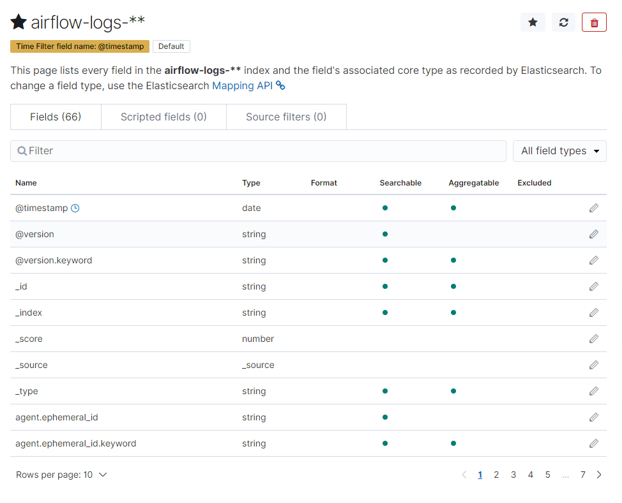 airflow-logs-**
Time Filter field name: @timestamp Default
This page lists every field in the airflow-logs-** index and the field's associated core type as recorded by Elasticsearch. To
change a field type, use the Elasticsearch Mapping API
Fields (66) Scripted fields (0) Source filters (0)
Filter All field types
Name Type Format Searchable Aggregatable Excluded
@timestamp date
@version string
@version.keyword string
_id string
_index string
_score number
_source _source
_type string
agent.ephemeral_id string
agent.ephemeral_id.keyword string
Rows per page: 10 1 2 3 4 5 ... 7